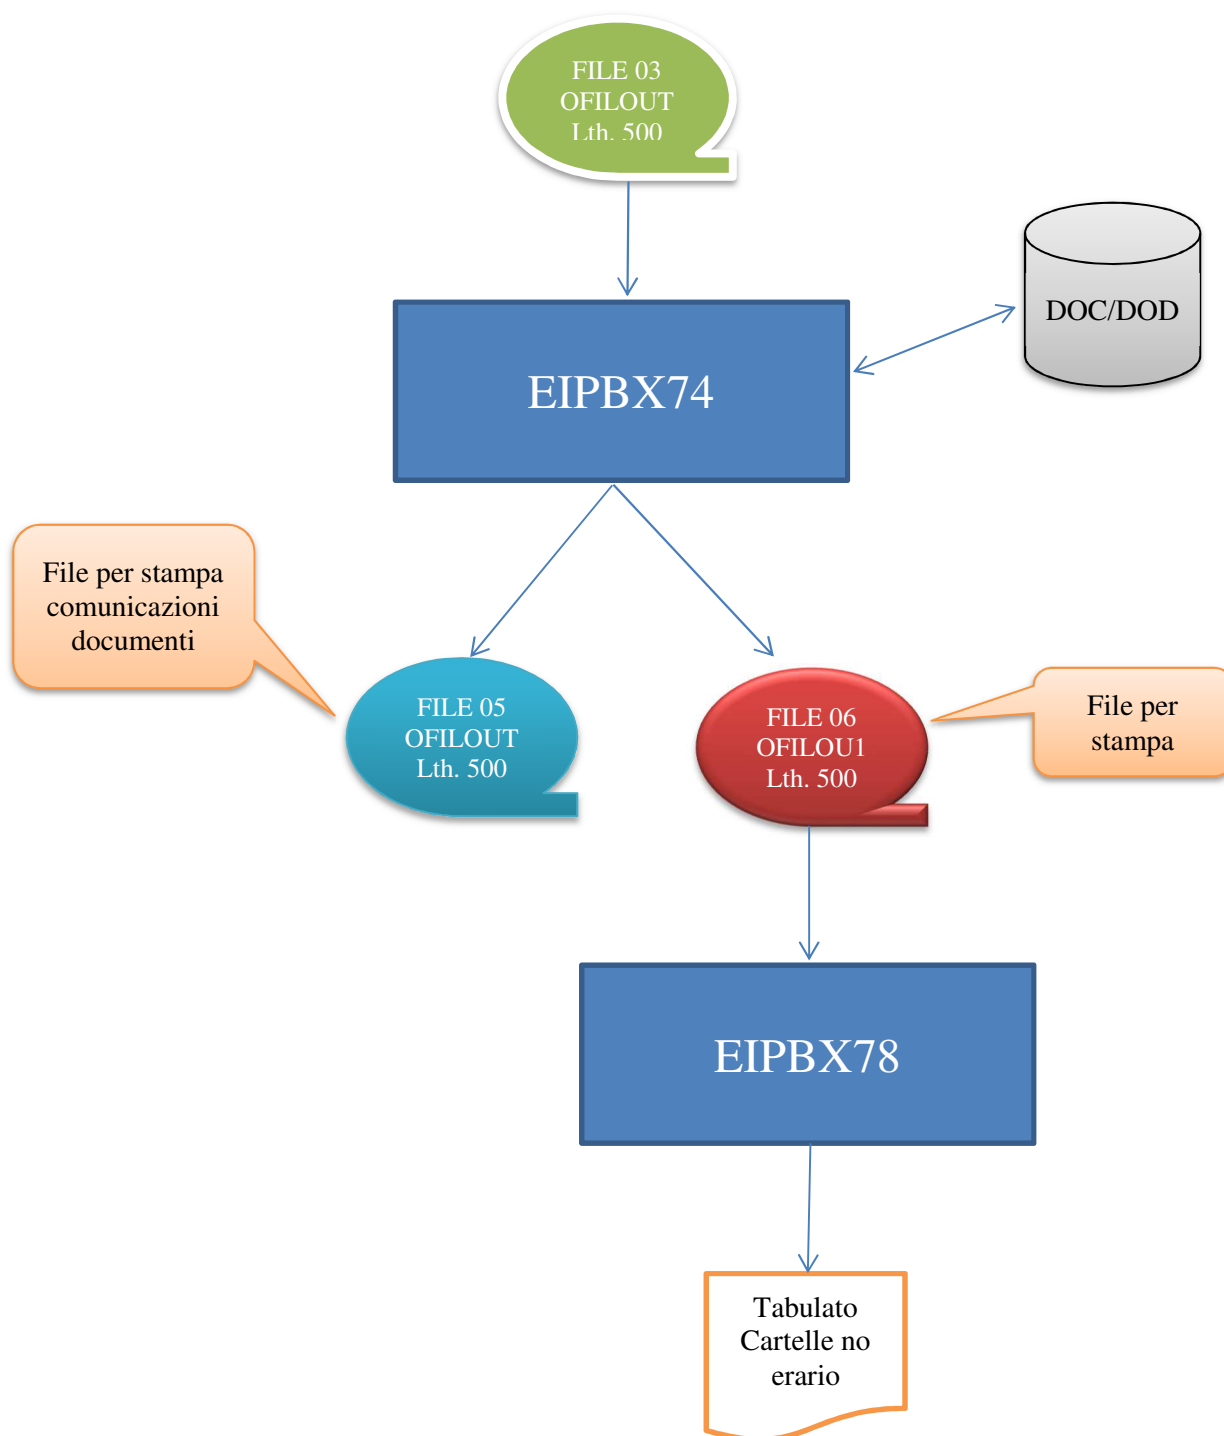 FILE 03
OFILOUT
Lth. 500
DOC/DOD
EIPBX74
File per stampa
comunicazioni
documenti
FILE 05
OFILOUT
Lth. 500
FILE 06
OFILOU1
Lth. 500
File per
stampa
EIPBX78
Tabulato
Cartelle no
erario